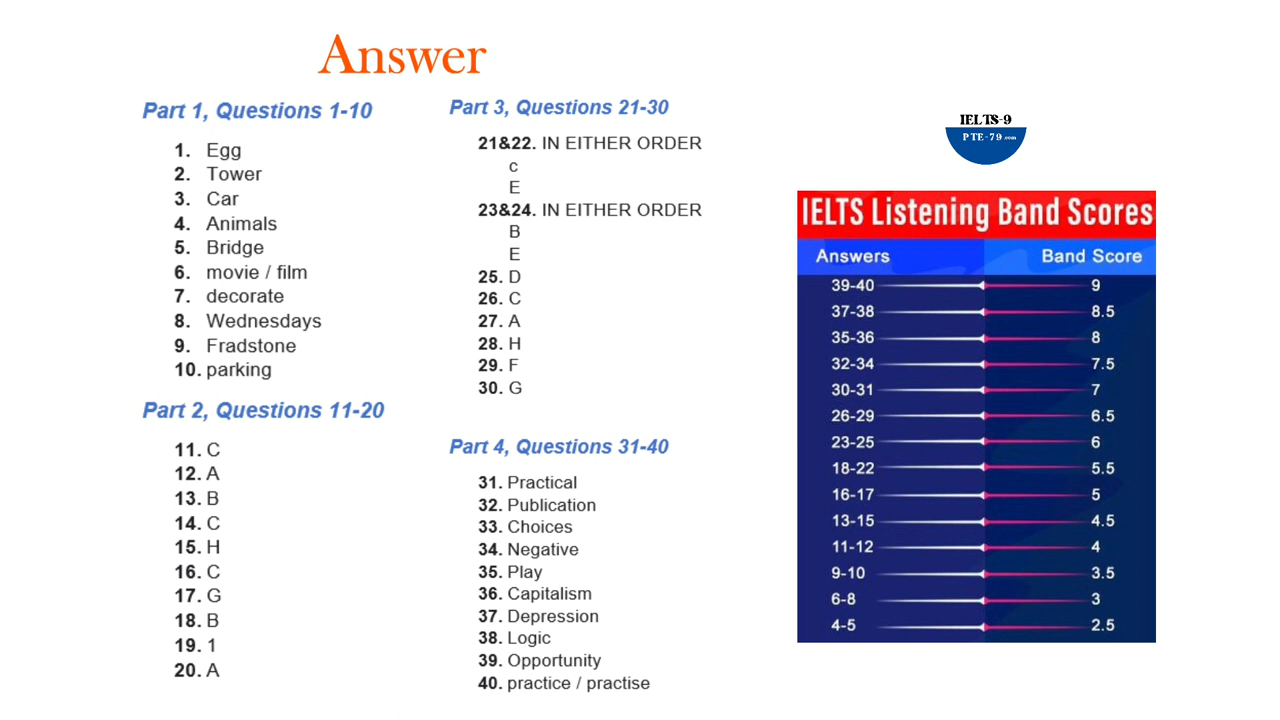 Answer
Part 1, Questions 1-10
1. Egg
2. Tower
3. Car
4. Animals
5. Bridge
6. movie / film
7. decorate
8. Wednesdays
9. Fradstone
10. parking
Part 2, Questions 11-20
11. C
12. A
13. B
14. C
15. H
16. C
17. G
18. B
19. 1
20. A
Part 3, Questions 21-30
21&22. IN EITHER ORDER
c
E
23&24. IN EITHER ORDER
B
E
25. D
26. C
27. A
28. H
29. F
30. G
Part 4, Questions 31-40
31. Practical
32. Publication
33. Choices
34. Negative
35. Play
36. Capitalism
37. Depression
38. Logic
39. Opportunity
40. practice / practise
IELTS-9
PTE-79.com
IELTS Listening Band Scores
Answers Band Score
39-40 9
37-38 8.5
35-36 8
32-34 7.5
30-31 7
26-29 6.5
23-25 6
18-22 5.5
16-17 5
13-15 4.5
11-12 4
9-10 3.5
6-8 3
4-5 2.5